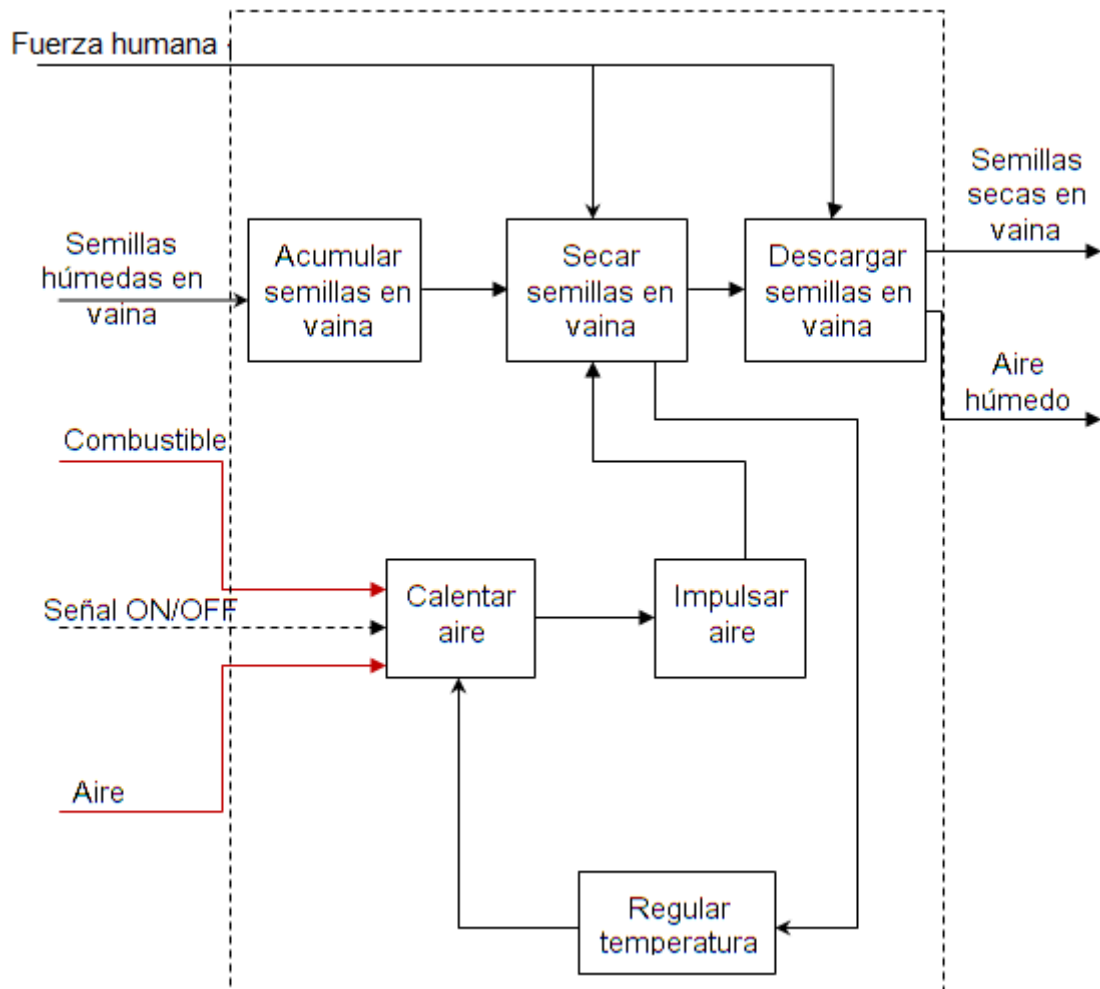 Fuerza humana
Semillas
húmedas en
vaina
Acumular
semillas en
vaina
Secar
semillas en
vaina
Descargar
semillas en
vaina
Semillas
secas en
vaina
Aire
húmedo
Combustible
Señal ON/OFF
Aire
Calentar
aire
Impulsar
aire
Regular
temperatura